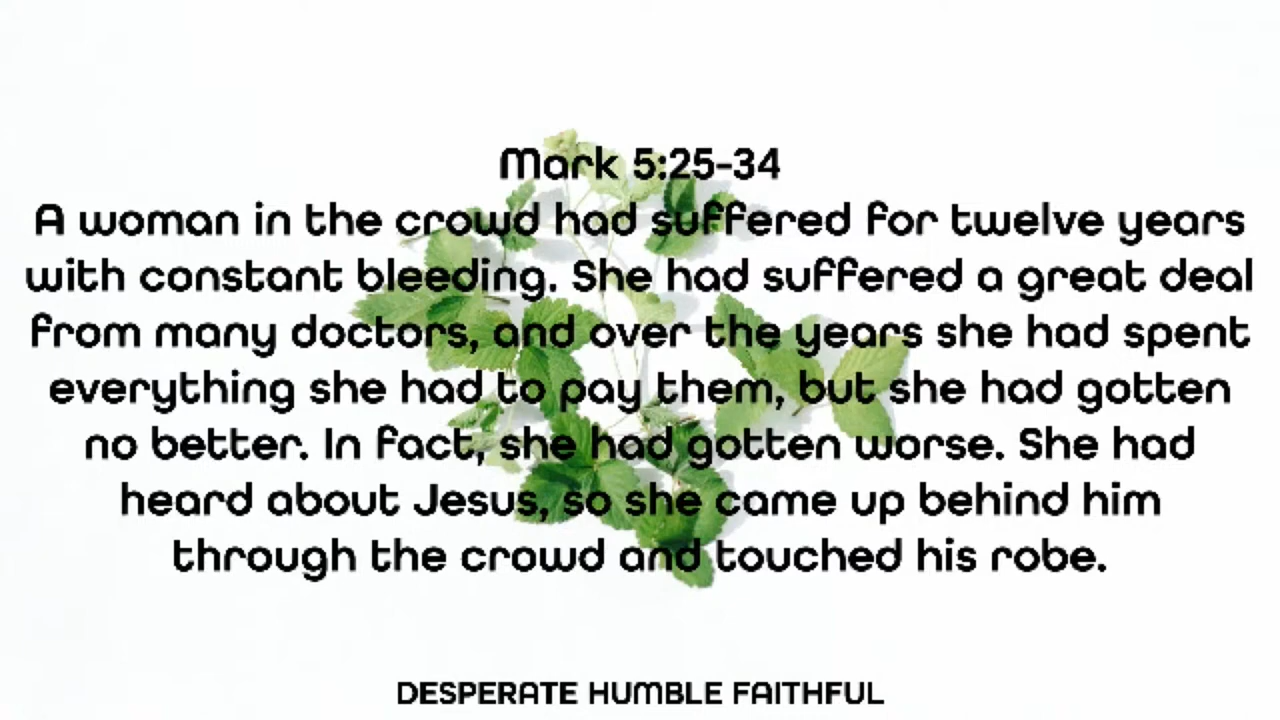 Mark 5:25-34
A woman in the crowd had suffered for twelve years
with constant bleeding. She had suffered a great deal
from many doctors, and over the years she had spent
everything she had to pay them, but she had gotten
no better. In fact, she had gotten worse. She had
heard about Jesus, so she came up behind him
through the crowd and touched his robe.
DESPERATE HUMBLE FAITHFUL